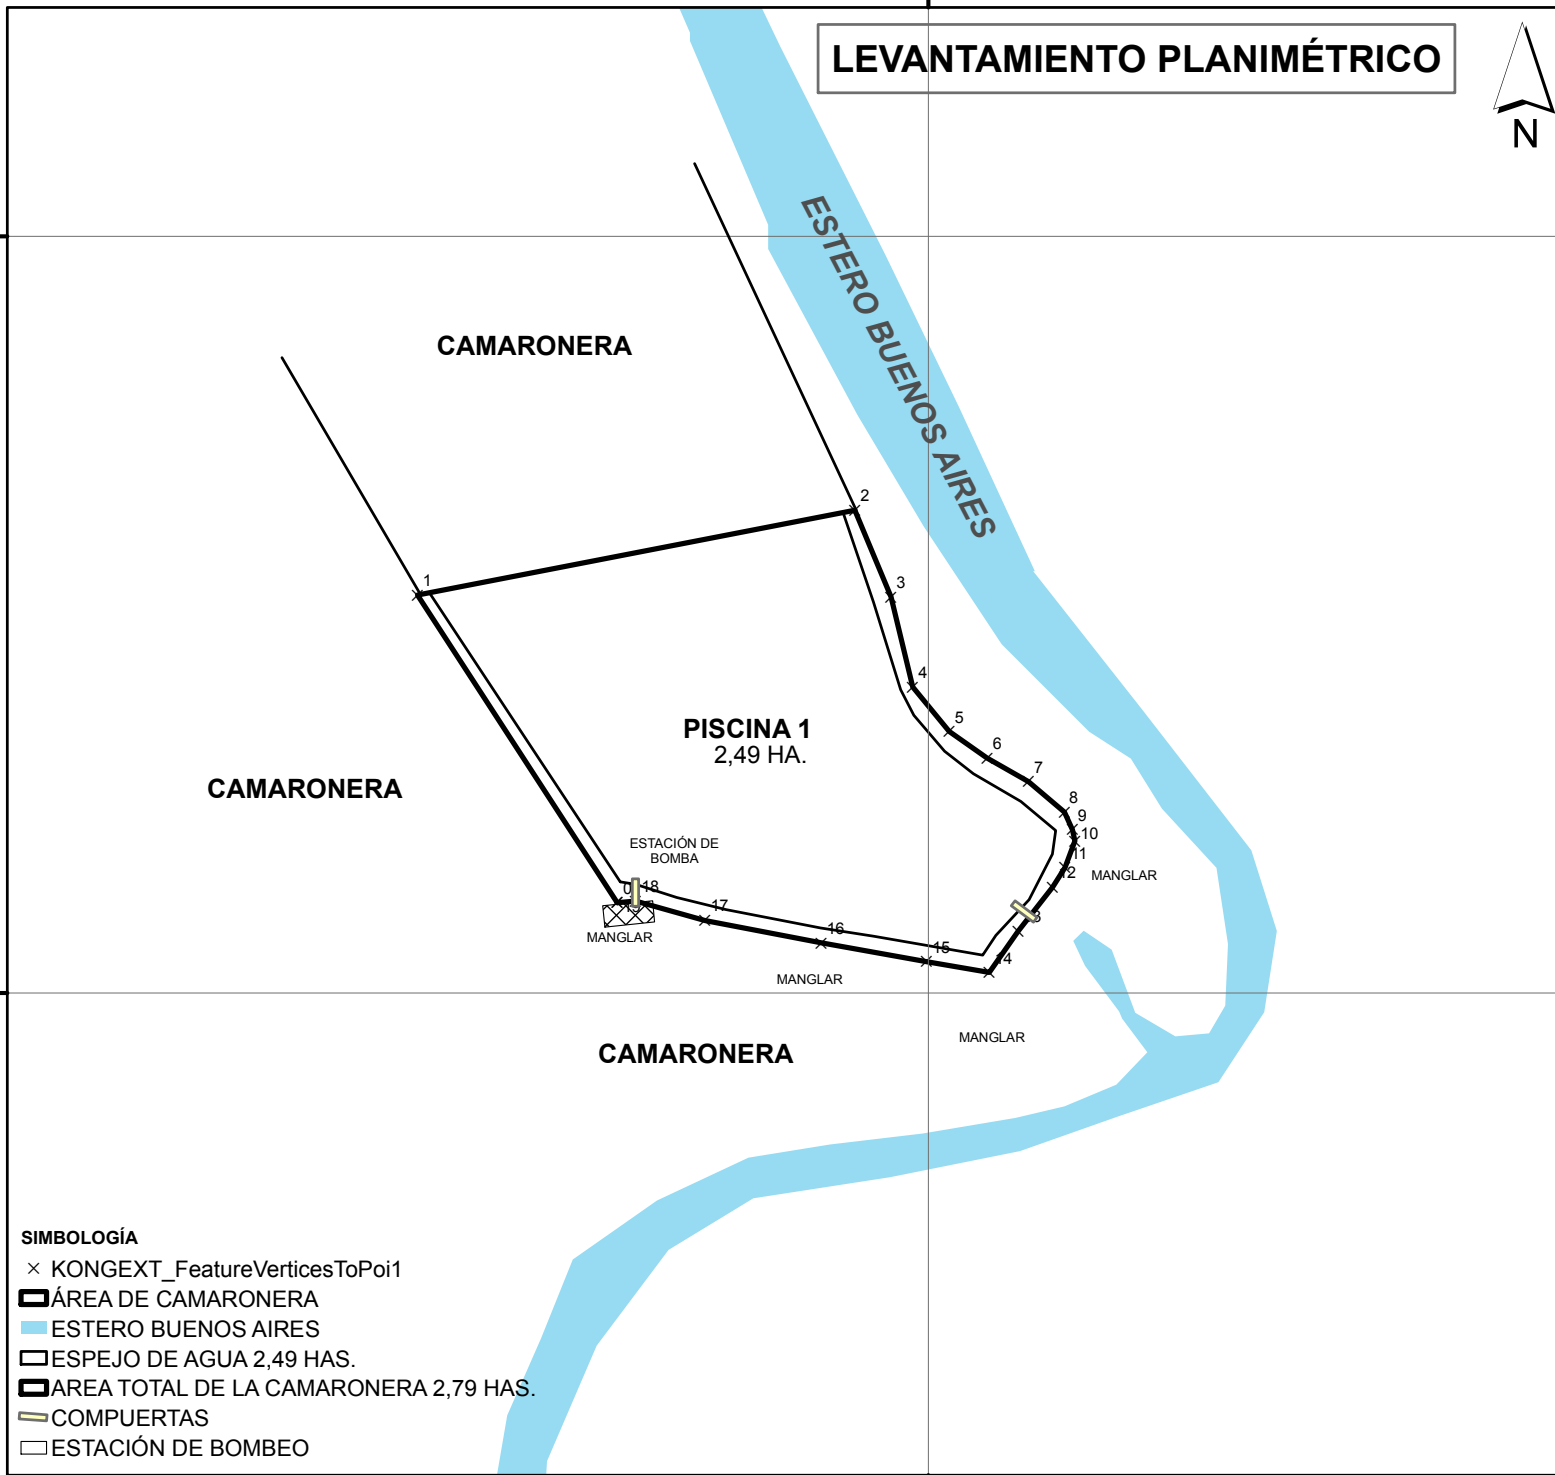 LEVANTAMIENTO PLANIMÉTRICO
N
ESTERO BUENOS AIRES
CAMARONERA
2
1
3
4
5
PISCINA 1
2,49 HA.
6
7
CAMARONERA
8
9
10
11
12
MANGLAR
ESTACIÓN DE
BOMBA
0
18
17
16
15
14
MANGLAR
MANGLAR
MANGLAR
CAMARONERA
SIMBOLOGÍA
KONGEXT_FeatureVerticesToPoi1
ÁREA DE CAMARONERA
ESTERO BUENOS AIRES
ESPEJO DE AGUA 2,49 HAS.
AREA TOTAL DE LA CAMARONERA 2,79 HAS.
COMPUERTAS
ESTACIÓN DE BOMBEO